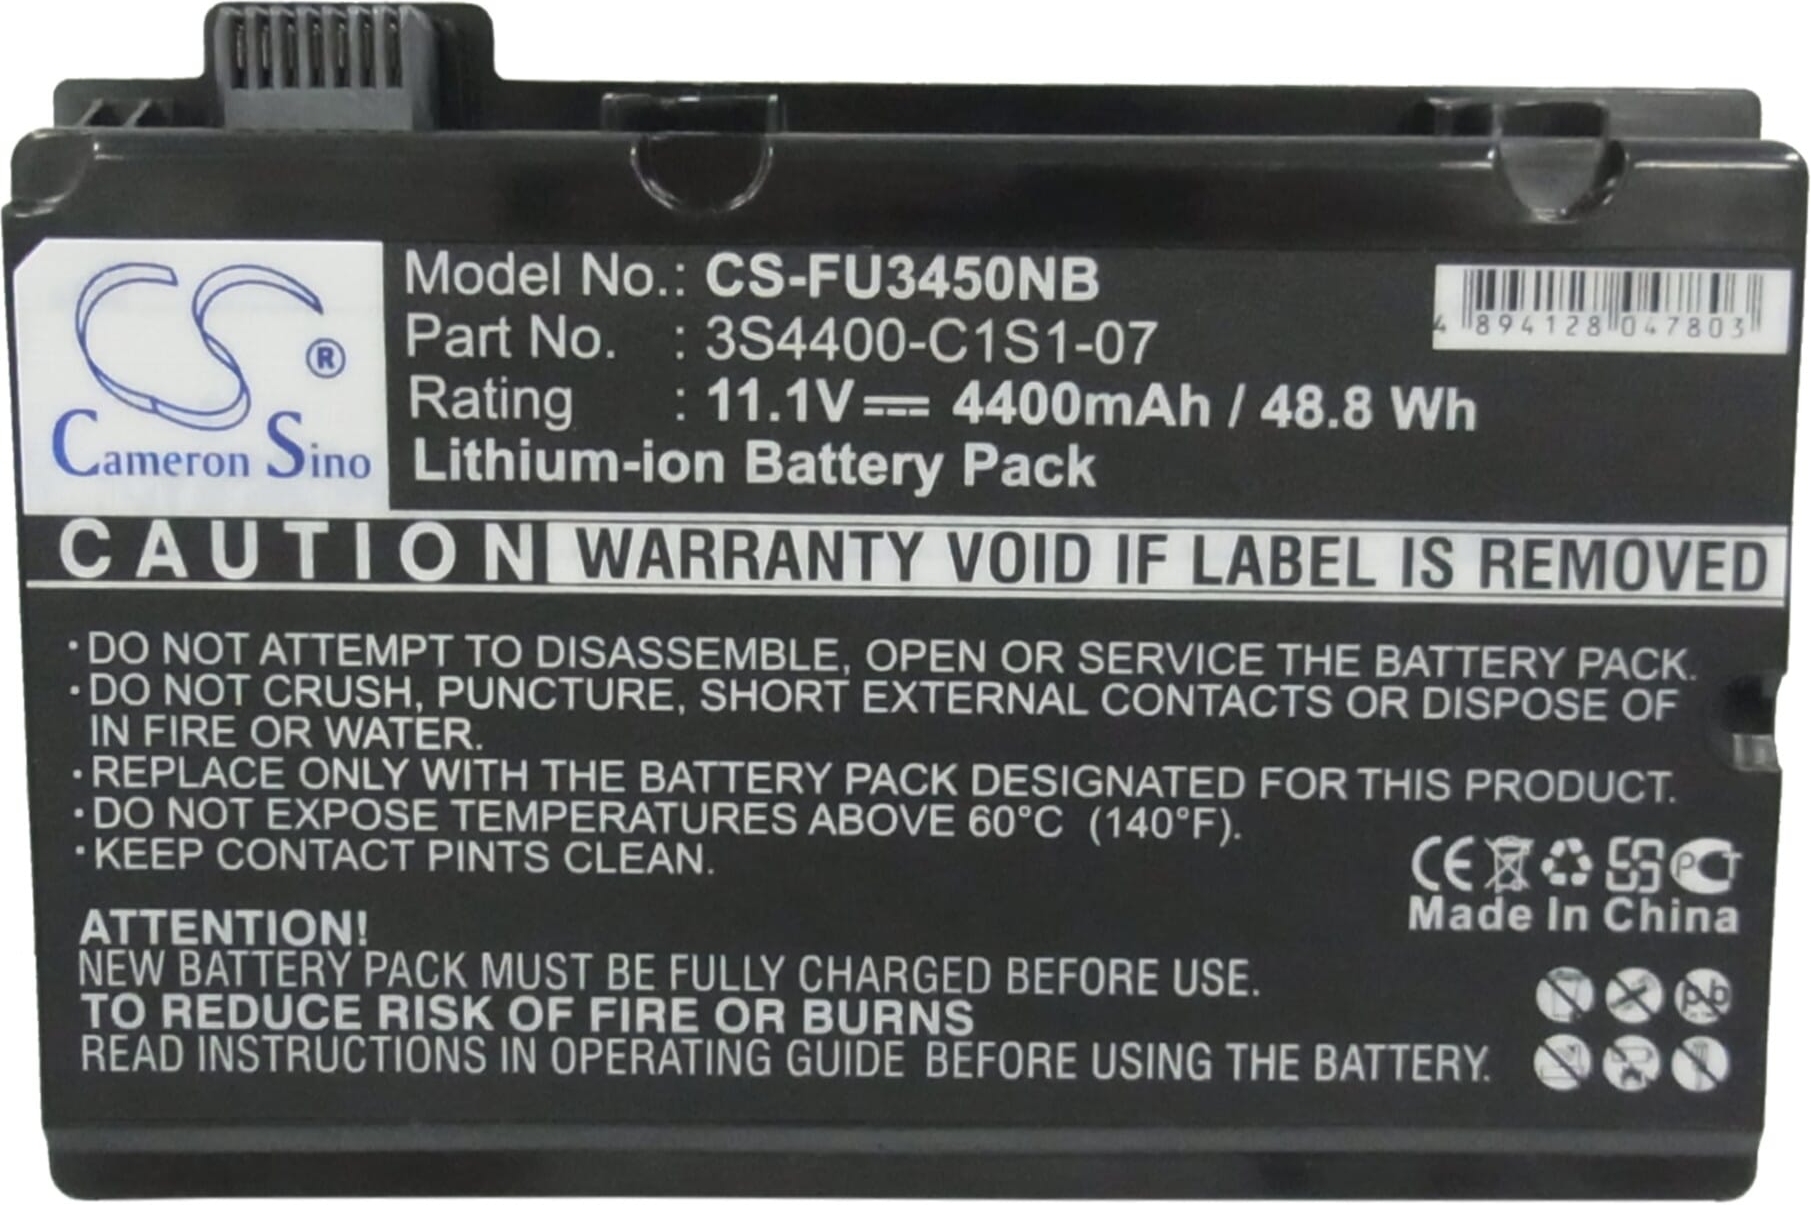 CS ®
Cameron Sino
Model No.: CS-FU3450NB
Part No. : 3S4400-C1S1-07
Rating : 11.1V 4400mAh / 48.8 Wh
Lithium-ion Battery Pack
4 894128 047803
CAUTION WARRANTY VOID IF LABEL IS REMOVED
·DO NOT ATTEMPT TO DISASSEMBLE, OPEN OR SERVICE THE BATTERY PACK.
·DO NOT CRUSH, PUNCTURE, SHORT EXTERNAL CONTACTS OR DISPOSE OF
IN FIRE OR WATER.
·REPLACE ONLY WITH THE BATTERY PACK DESIGNATED FOR THIS PRODUCT.
·DO NOT EXPOSE TEMPERATURES ABOVE 60°C (140°F).
·KEEP CONTACT PINTS CLEAN.
CE PCT
Made In China
ATTENTION!
NEW BATTERY PACK MUST BE FULLY CHARGED BEFORE USE.
TO REDUCE RISK OF FIRE OR BURNS
READ INSTRUCTIONS IN OPERATING GUIDE BEFORE USING THE BATTERY.
Pb